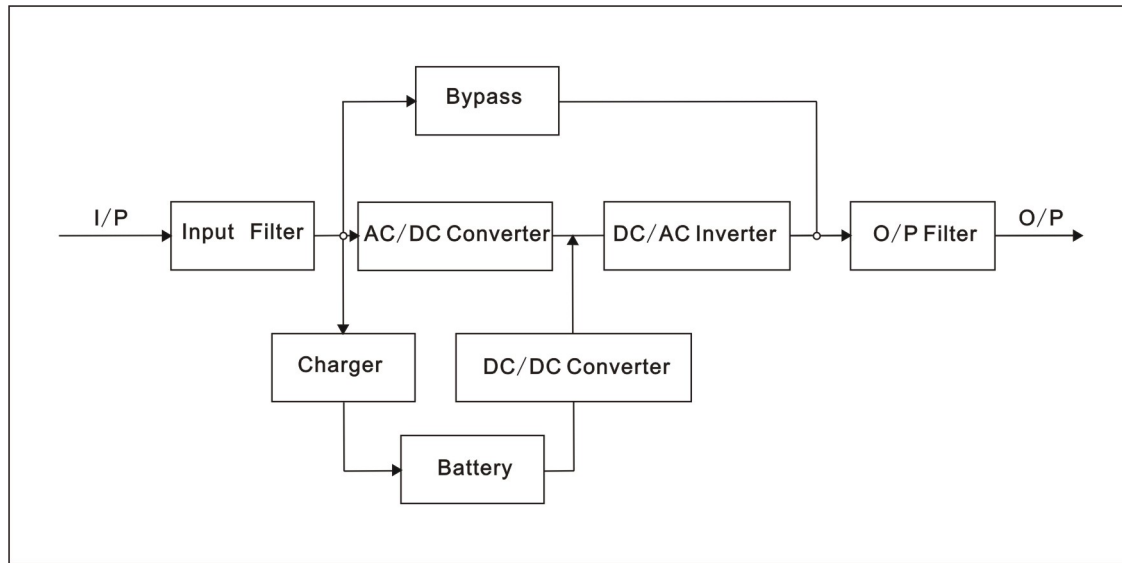 Bypass
I/P
Input Filter
AC/DC Converter
DC/AC Inverter
O/P Filter
O/P
Charger
DC/DC Converter
Battery